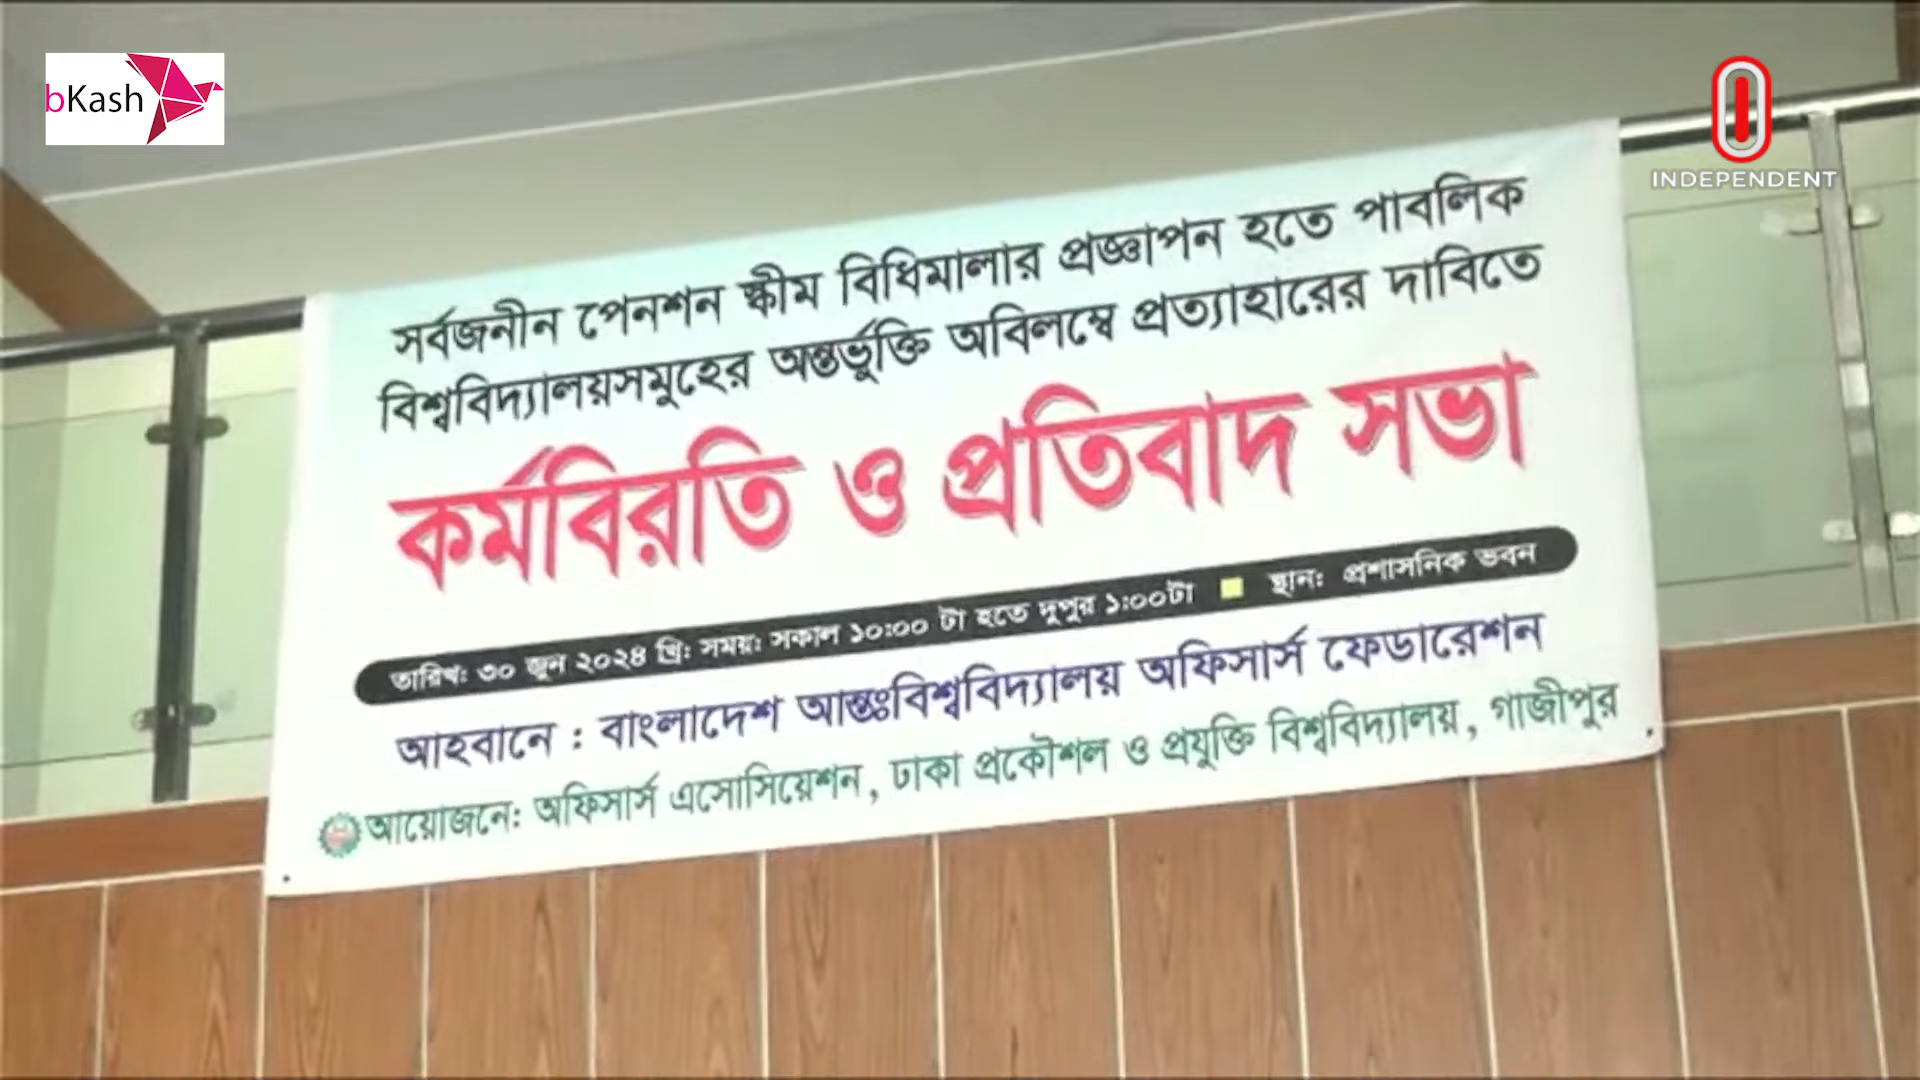 bKash
INDEPENDENT
সর্বজনীন পেনশন স্কীম বিধিমালার প্রজ্ঞাপন হতে পাবলিক
বিশ্ববিদ্যালয়সমূহের অন্তর্ভুক্তি অবিলম্বে প্রত্যাহারের দাবিতে
কর্মবিরতি ও প্রতিবাদ সভা
তারিখ: ৩০ জুন ২০২৪ খ্রি: সময়: সকাল ১০:০০ টা হতে দুপুর ১:০০টা ■ স্থান: প্রশাসনিক ভবন
আহবানে : বাংলাদেশ আন্তঃবিশ্ববিদ্যালয় অফিসার্স ফেডারেশন
আয়োজনে: অফিসার্স এসোসিয়েশন, ঢাকা প্রকৌশল ও প্রযুক্তি বিশ্ববিদ্যালয়, গাজীপুর